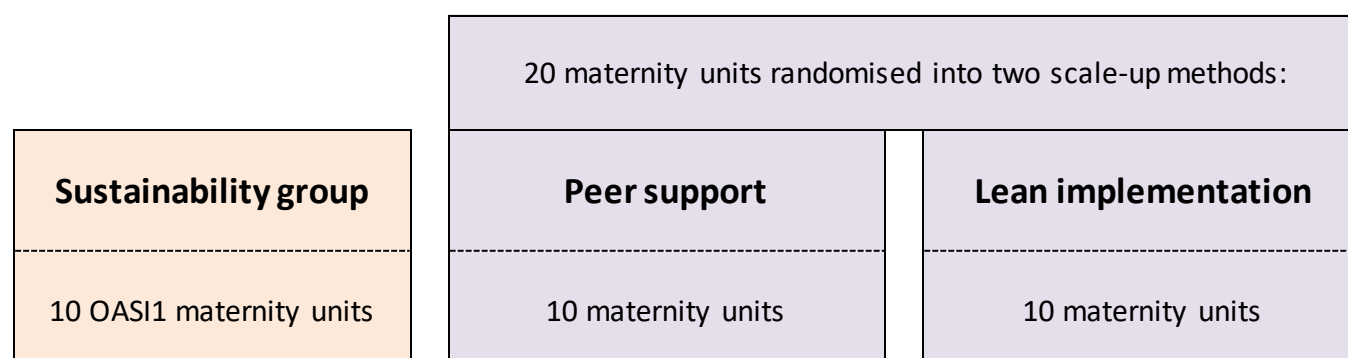 20 maternity units randomised into two scale-up methods:
Sustainability group
Peer support
Lean implementation
10 OASI1 maternity units
10 maternity units
10 maternity units